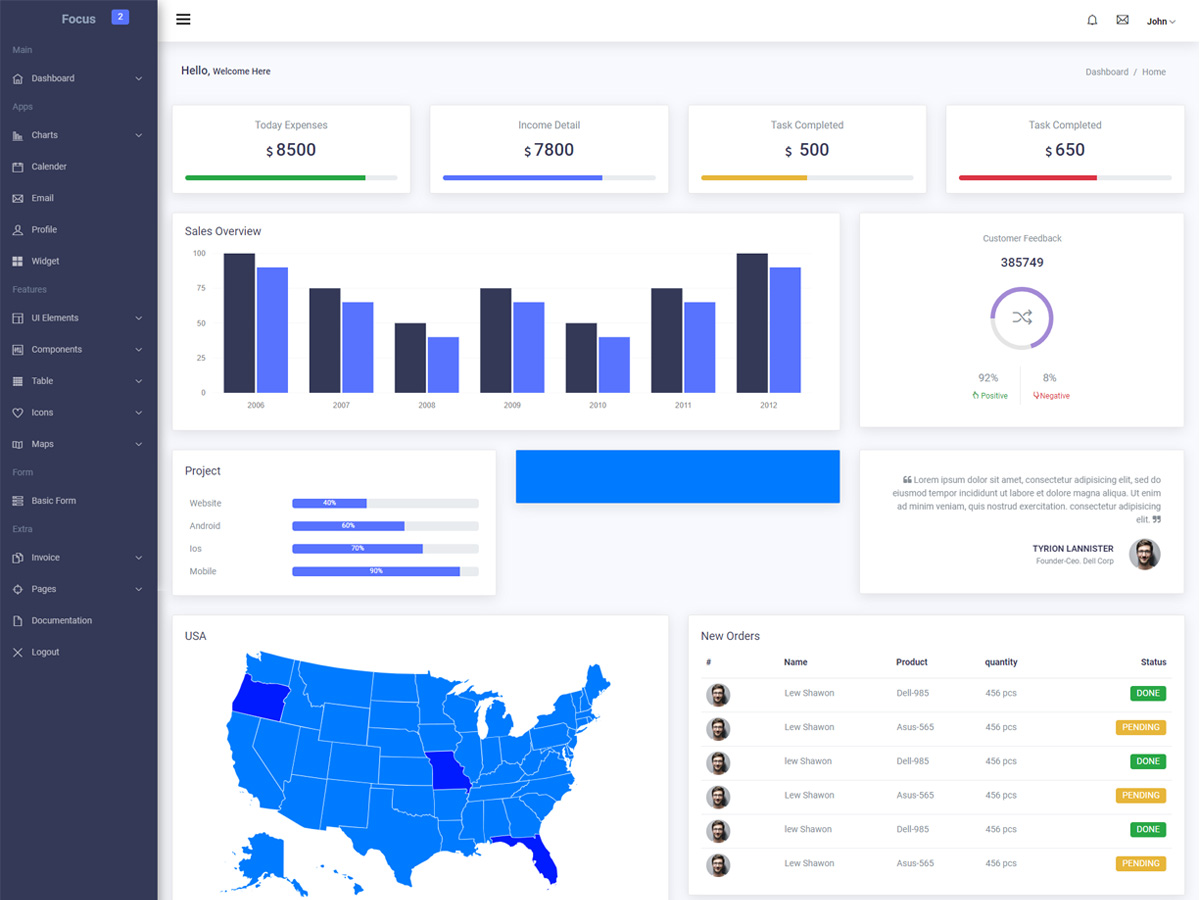 Focus 2
Main
Dashboard
Apps
Charts
Calender
Email
Profile
Widget
Features
UI Elements
Components
Table
Icons
Maps
Form
Basic Form
Extra
Invoice
Pages
Documentation
Logout
John
Hello, Welcome Here
Dashboard / Home
Today Expenses
$ 8500
Income Detail
$ 7800
Task Completed
$ 500
Task Completed
$ 650
Sales Overview
100
75
50
25
0
2006 2007 2008 2009 2010 2011 2012
Customer Feedback
385749
92% 8%
Positive Negative
Project
Website 40%
Android 60%
Ios 70%
Mobile 90%
❝ Lorem ipsum dolor sit amet, consectetur adipisicing elit, sed do
eiusmod tempor incididunt ut labore et dolore magna aliqua. Ut enim
ad minim veniam, quis nostrud exercitation. consectetur adipisicing
elit. ❞
TYRION LANNISTER
Founder-Ceo. Dell Corp
USA
New Orders
# Name Product quantity Status
Lew Shawon Dell-985 456 pcs DONE
Lew Shawon Asus-565 456 pcs PENDING
lew Shawon Dell-985 456 pcs DONE
Lew Shawon Asus-565 456 pcs PENDING
lew Shawon Dell-985 456 pcs DONE
Lew Shawon Asus-565 456 pcs PENDING